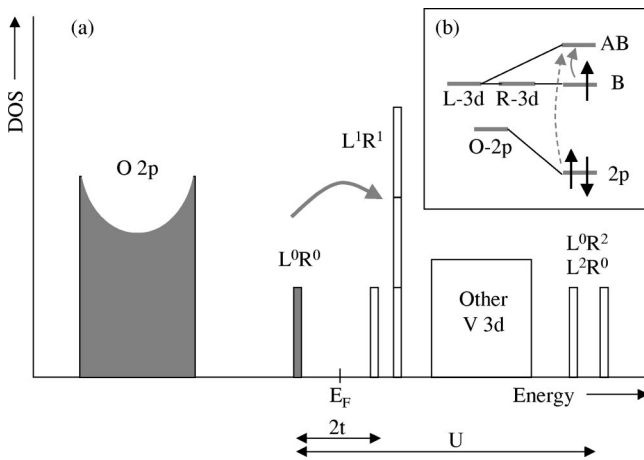 (a)
(b)
DOS
O 2p
L⁰R⁰
L¹R¹
Other
V 3d
L⁰R²
L²R⁰
E_F
Energy
2t
U
AB
B
L-3d
R-3d
O-2p
2p